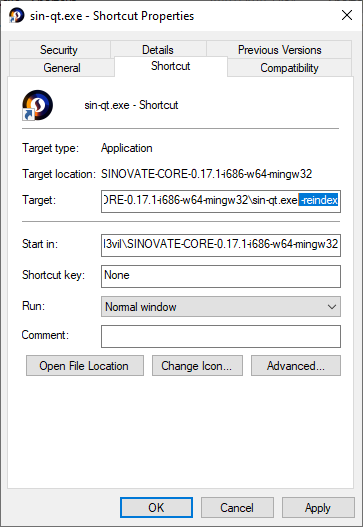 sin-qt.exe - Shortcut Properties
Security Details Previous Versions
General Shortcut Compatibility
sin-qt.exe - Shortcut
Target type: Application
Target location: SINOVATE-CORE-0.17.1-i686-w64-mingw32
Target: ORE-0.17.1-i686-w64-mingw32\sin-qt.exe -reindex
Start in: l3vil\SINOVATE-CORE-0.17.1-i686-w64-mingw32
Shortcut key: None
Run: Normal window
Comment:
Open File Location Change Icon... Advanced...
OK Cancel Apply